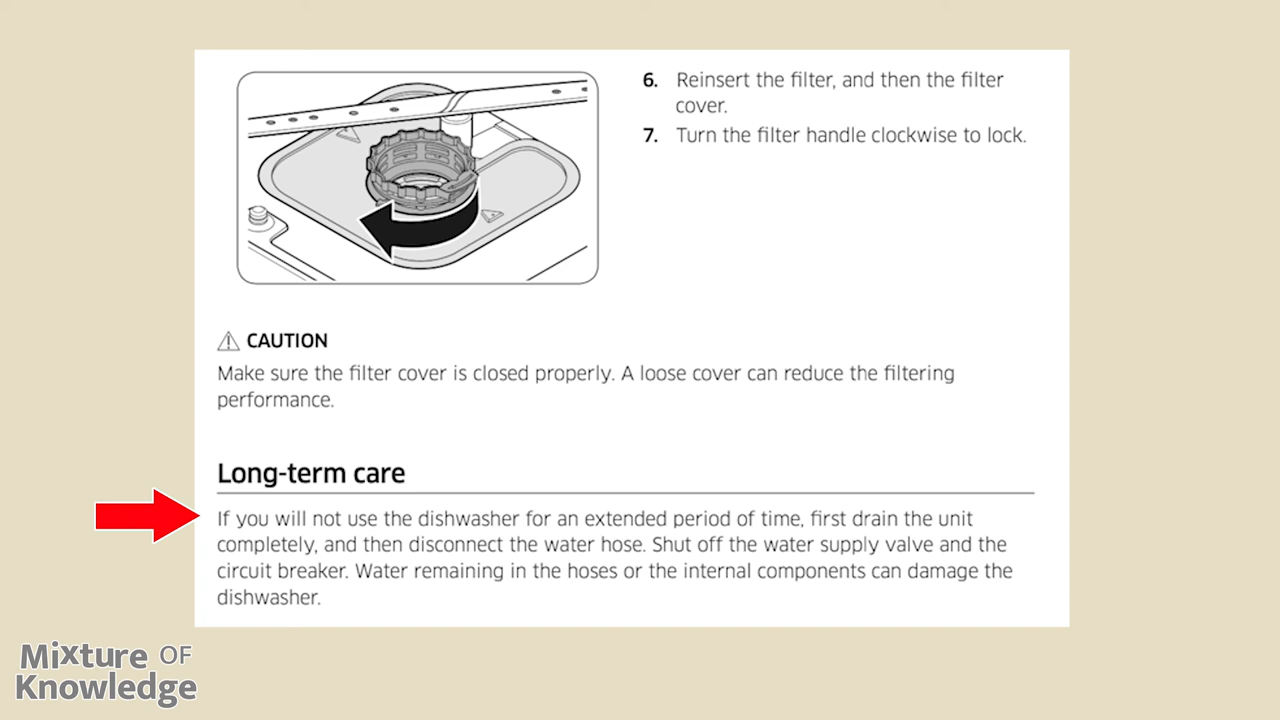 6. Reinsert the filter, and then the filter
cover.
7. Turn the filter handle clockwise to lock.
CAUTION
Make sure the filter cover is closed properly. A loose cover can reduce the filtering
performance.
Long-term care
If you will not use the dishwasher for an extended period of time, first drain the unit
completely, and then disconnect the water hose. Shut off the water supply valve and the
circuit breaker. Water remaining in the hoses or the internal components can damage the
dishwasher.
Mixture OF
Knowledge